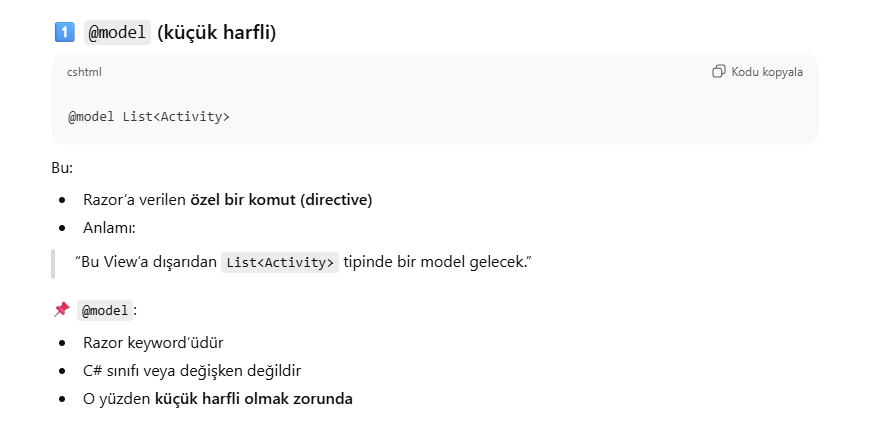 1 @model (küçük harfli)
cshtml Kodu kopyala
@model List<Activity>
Bu:
• Razor’a verilen özel bir komut (directive)
• Anlamı:
“Bu View’a dışarıdan List<Activity> tipinde bir model gelecek.”
📌 @model:
• Razor keyword’üdür
• C# sınıfı veya değişken değildir
• O yüzden küçük harfli olmak zorunda